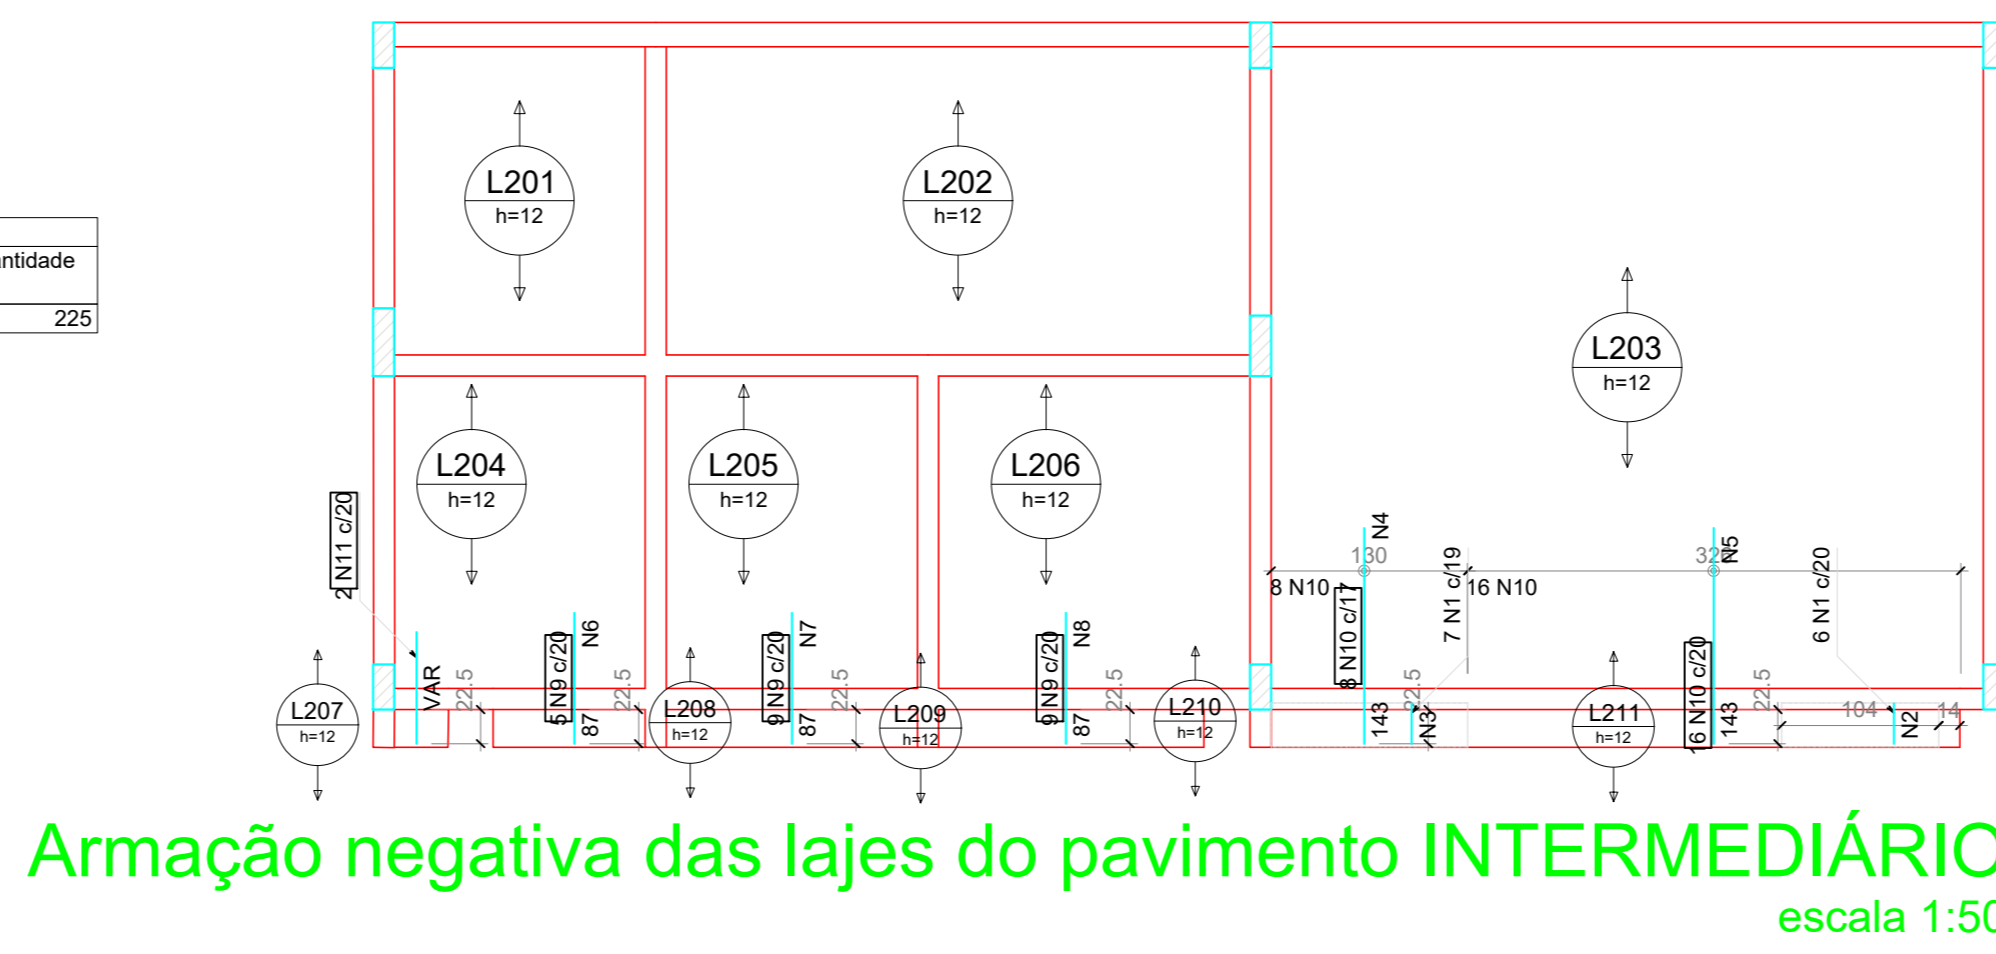 L201
h=12
L202
h=12
ntidade
225
L203
h=12
L204
h=12
L205
h=12
L206
h=12
2 N11 c/20
N4
130
N5
8 N10
8 N10 c/17
7 N1 c/19
16 N10
6 N1 c/20
VAR
22.5
5 N9 c/20
N6
87
22.5
9 N9 c/20
N7
87
22.5
9 N9 c/20
N8
87
22.5
143
22.5
N3
16 N10 c/20
143
22.5
104
14
N2
L207
h=12
L208
h=12
L209
h=12
L210
h=12
L211
h=12
Armação negativa das lajes do pavimento INTERMEDIÁRIO
escala 1:50